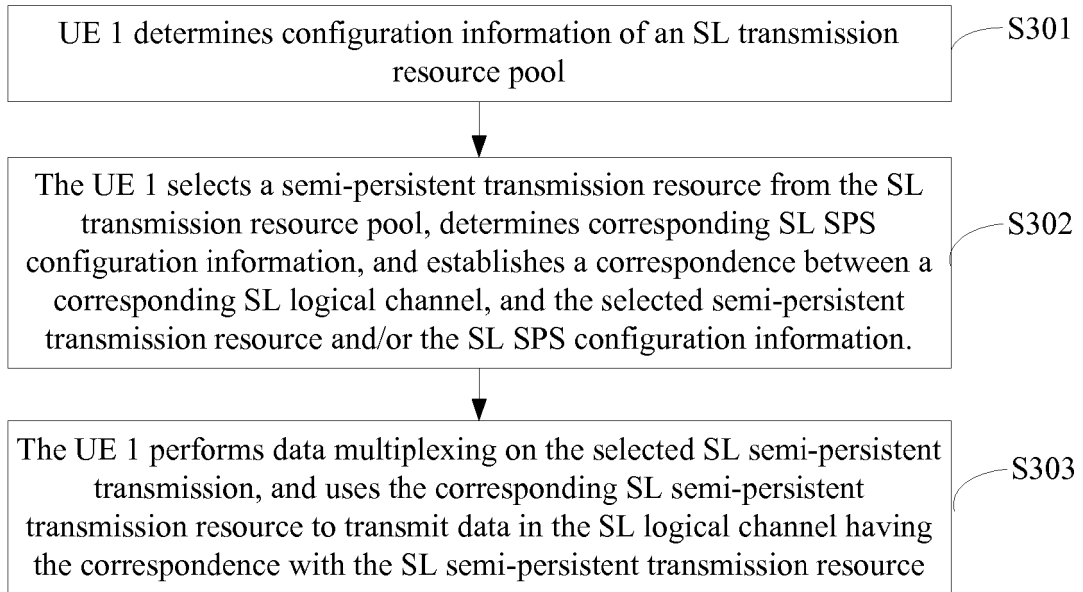 UE 1 determines configuration information of an SL transmission
resource pool
S301
The UE 1 selects a semi-persistent transmission resource from the SL
transmission resource pool, determines corresponding SL SPS
configuration information, and establishes a correspondence between a
corresponding SL logical channel, and the selected semi-persistent
transmission resource and/or the SL SPS configuration information.
S302
The UE 1 performs data multiplexing on the selected SL semi-persistent
transmission, and uses the corresponding SL semi-persistent
transmission resource to transmit data in the SL logical channel having
the correspondence with the SL semi-persistent transmission resource
S303